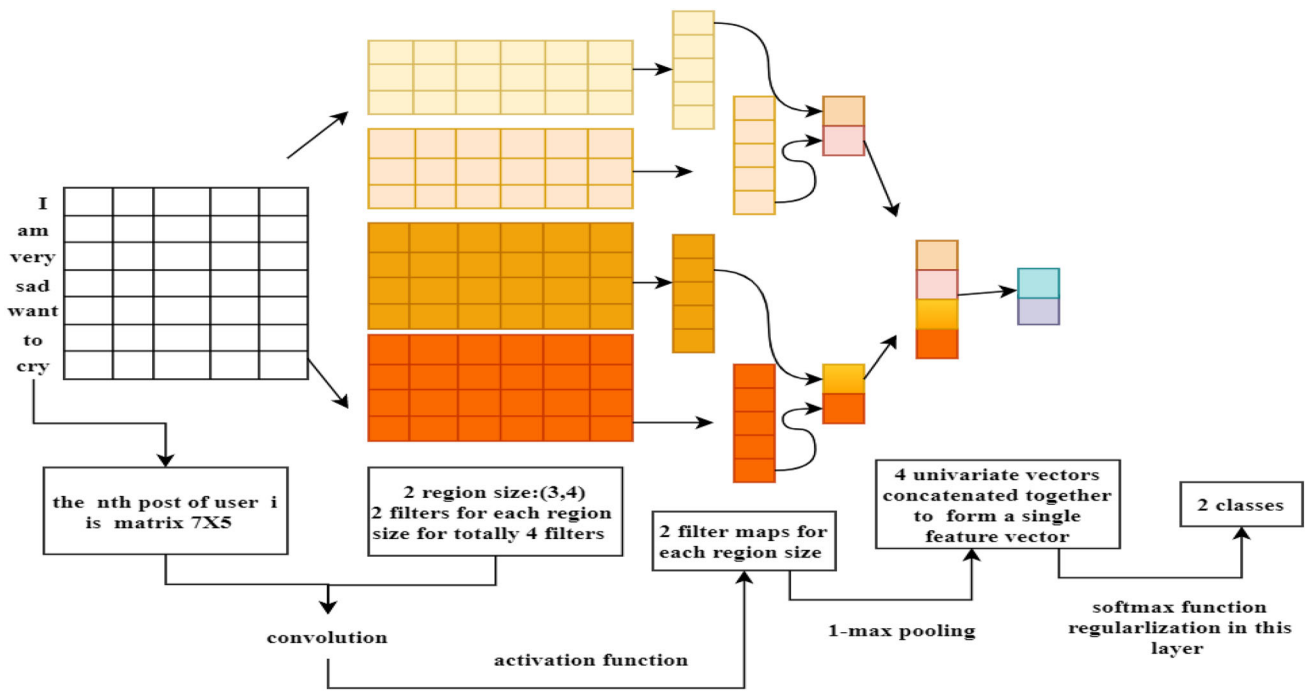 I
am
very
sad
want
to
cry
the nth post of user i
is matrix 7X5
2 region size:(3,4)
2 filters for each region
size for totally 4 filters
2 filter maps for
each region size
4 univariate vectors
concatenated together
to form a single
feature vector
2 classes
convolution
activation function
1-max pooling
softmax function
regularlization in this
layer